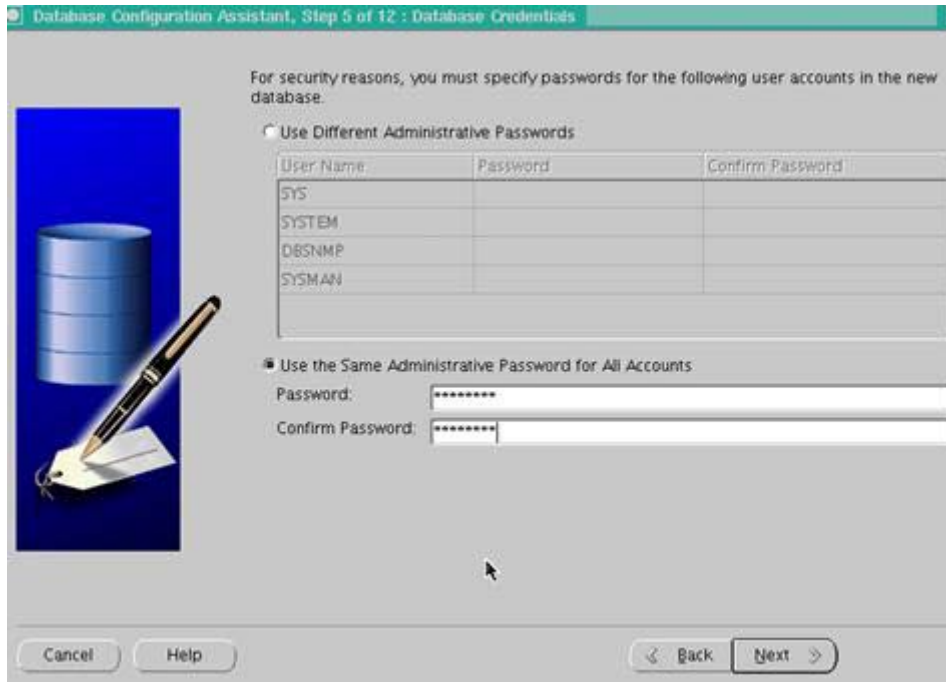 Database Configuration Assistant, Step 5 of 12 : Database Credentials
For security reasons, you must specify passwords for the following user accounts in the new
database.
Use Different Administrative Passwords
User Name Password Confirm Password
SYS
SYSTEM
DBSNMP
SYSMAN
Use the Same Administrative Password for All Accounts
Password: ********
Confirm Password: ********
Cancel Help Back Next